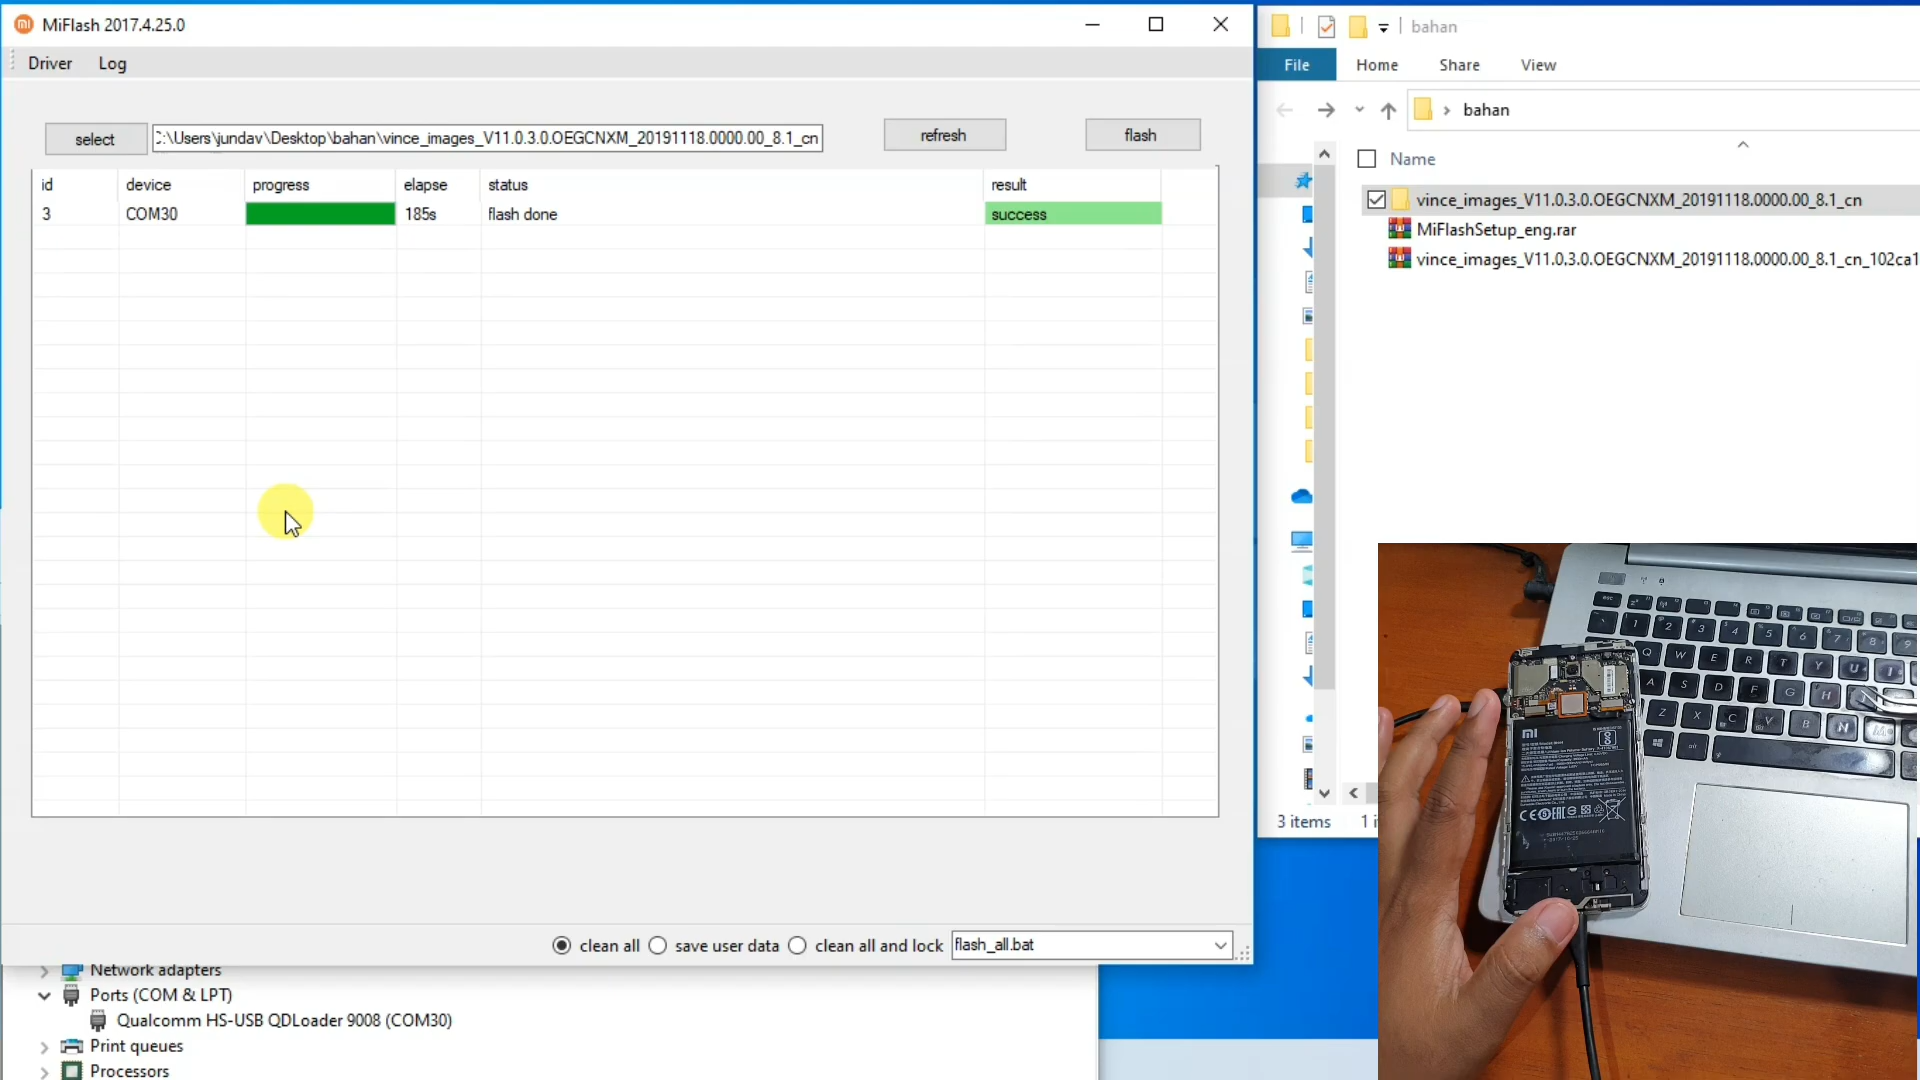 MiFlash 2017.4.25.0
Driver Log
select
:\Users\jundav\Desktop\bahan\vince_images_V11.0.3.0.OEGCNXM_20191118.0000.00_8.1_cn
refresh
flash
id device progress elapse status result
3 COM30 185s flash done success
clean all save user data clean all and lock flash_all.bat
Network adapters
Ports (COM & LPT)
Qualcomm HS-USB QDLoader 9008 (COM30)
Print queues
Processors
bahan
File Home Share View
bahan
Name
vince_images_V11.0.3.0.OEGCNXM_20191118.0000.00_8.1_cn
MiFlashSetup_eng.rar
vince_images_V11.0.3.0.OEGCNXM_20191118.0000.00_8.1_cn_102ca1
3 items